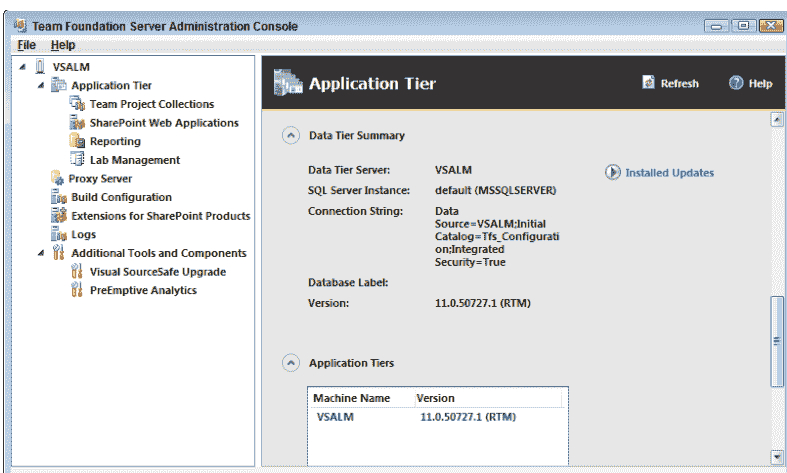 Team Foundation Server Administration Console
File Help
VSALM
Application Tier
Team Project Collections
SharePoint Web Applications
Reporting
Lab Management
Proxy Server
Build Configuration
Extensions for SharePoint Products
Logs
Additional Tools and Components
Visual SourceSafe Upgrade
PreEmptive Analytics
Application Tier
Refresh
Help
Data Tier Summary
Data Tier Server: VSALM
Installed Updates
SQL Server Instance: default (MSSQLSERVER)
Connection String: Data
Source=VSALM;Initial
Catalog=Tfs_Configurati
on;Integrated
Security=True
Database Label:
Version: 11.0.50727.1 (RTM)
Application Tiers
Machine Name Version
VSALM 11.0.50727.1 (RTM)